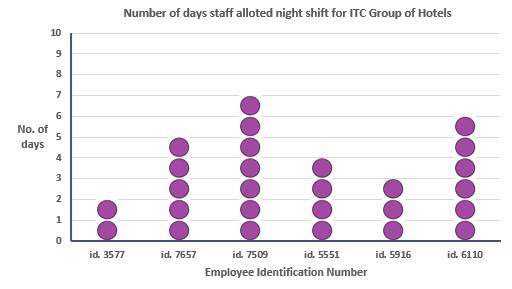 Number of days staff alloted night shift for ITC Group of Hotels
10
9
8
7
6
5
4
3
2
1
0
No. of
days
id. 3577 id. 7657 id. 7509 id. 5551 id. 5916 id. 6110
Employee Identification Number